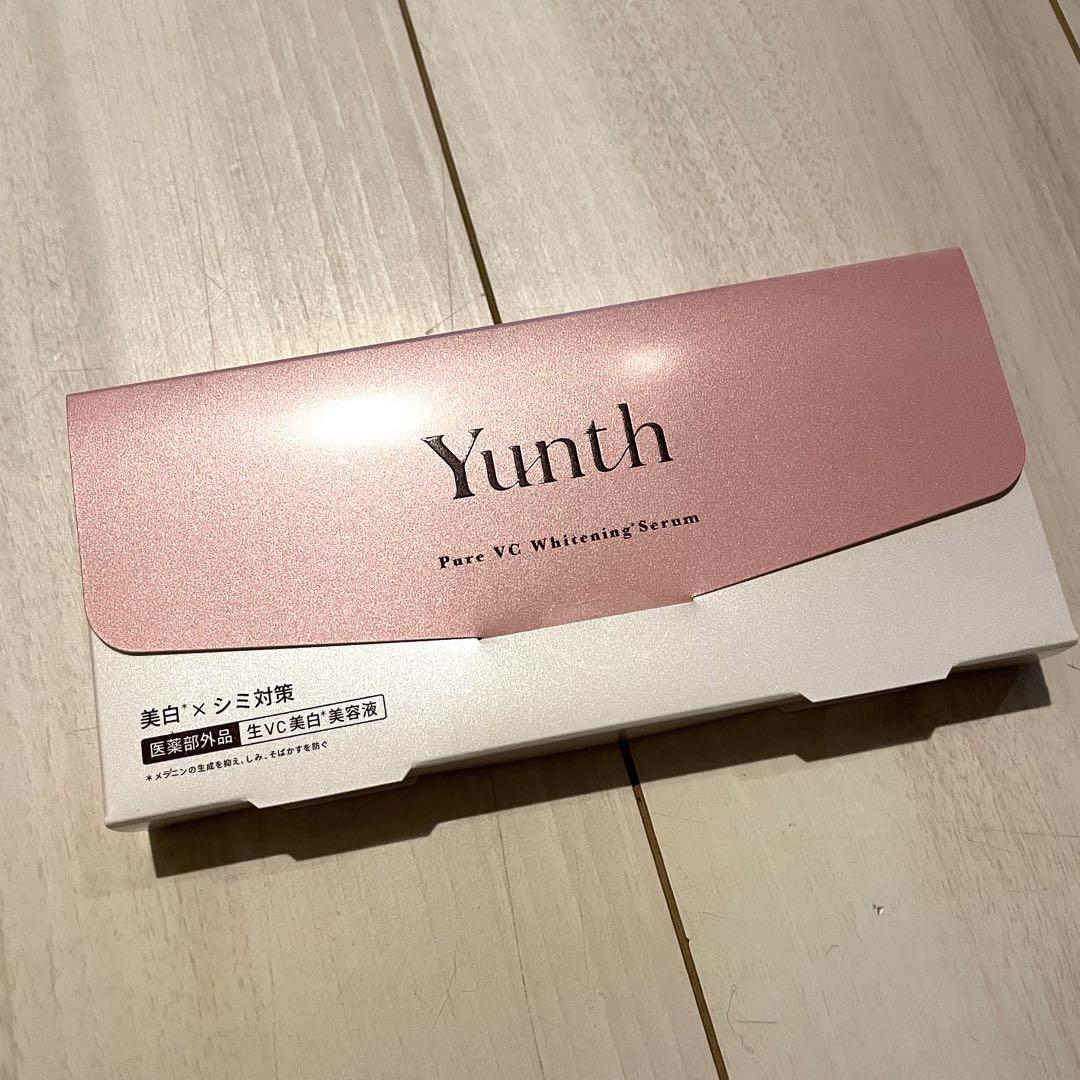 Yunth
Pure VC Whitening*Serum
美白*×シミ対策
医薬部外品 生VC美白*美容液
*メラニンの生成を抑え、しみ、そばかすを防ぐ